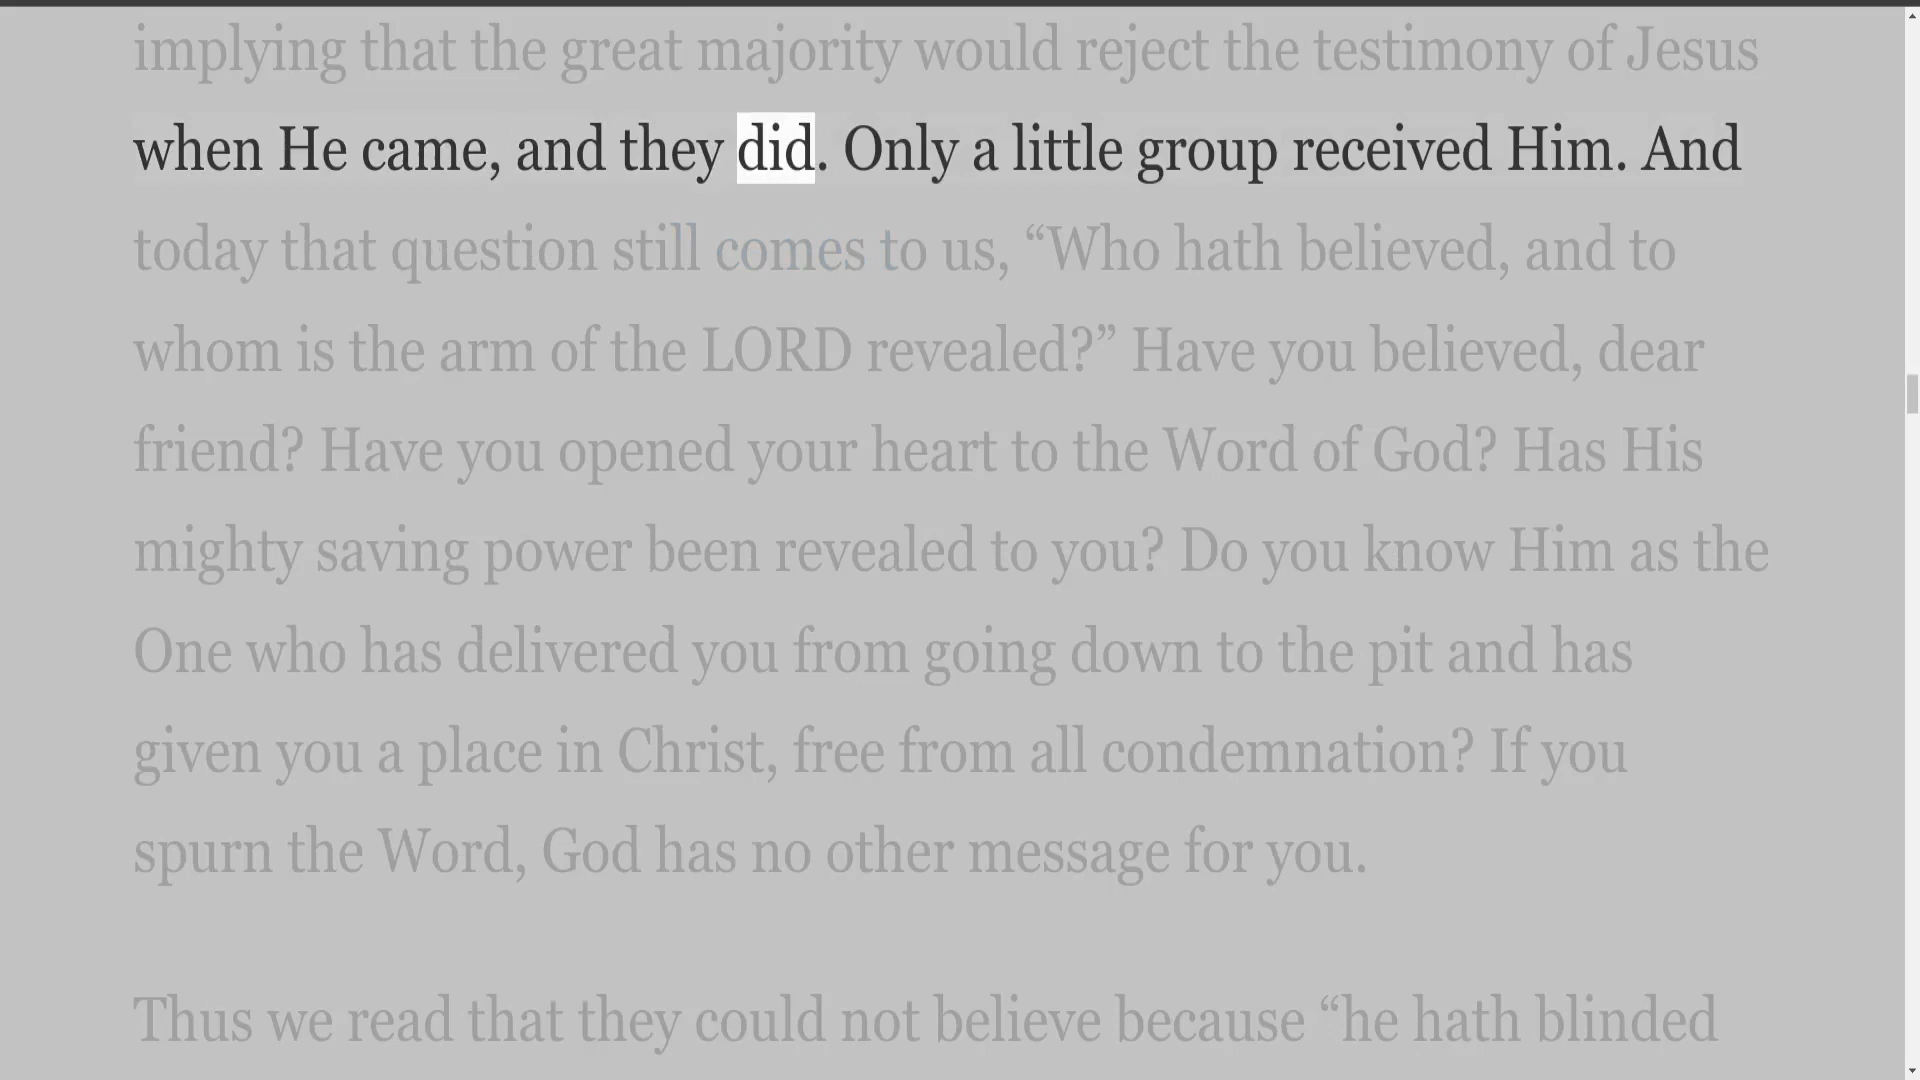 implying that the great majority would reject the testimony of Jesus
when He came, and they did. Only a little group received Him. And
today that question still comes to us, “Who hath believed, and to
whom is the arm of the LORD revealed?” Have you believed, dear
friend? Have you opened your heart to the Word of God? Has His
mighty saving power been revealed to you? Do you know Him as the
One who has delivered you from going down to the pit and has
given you a place in Christ, free from all condemnation? If you
spurn the Word, God has no other message for you.
Thus we read that they could not believe because “he hath blinded